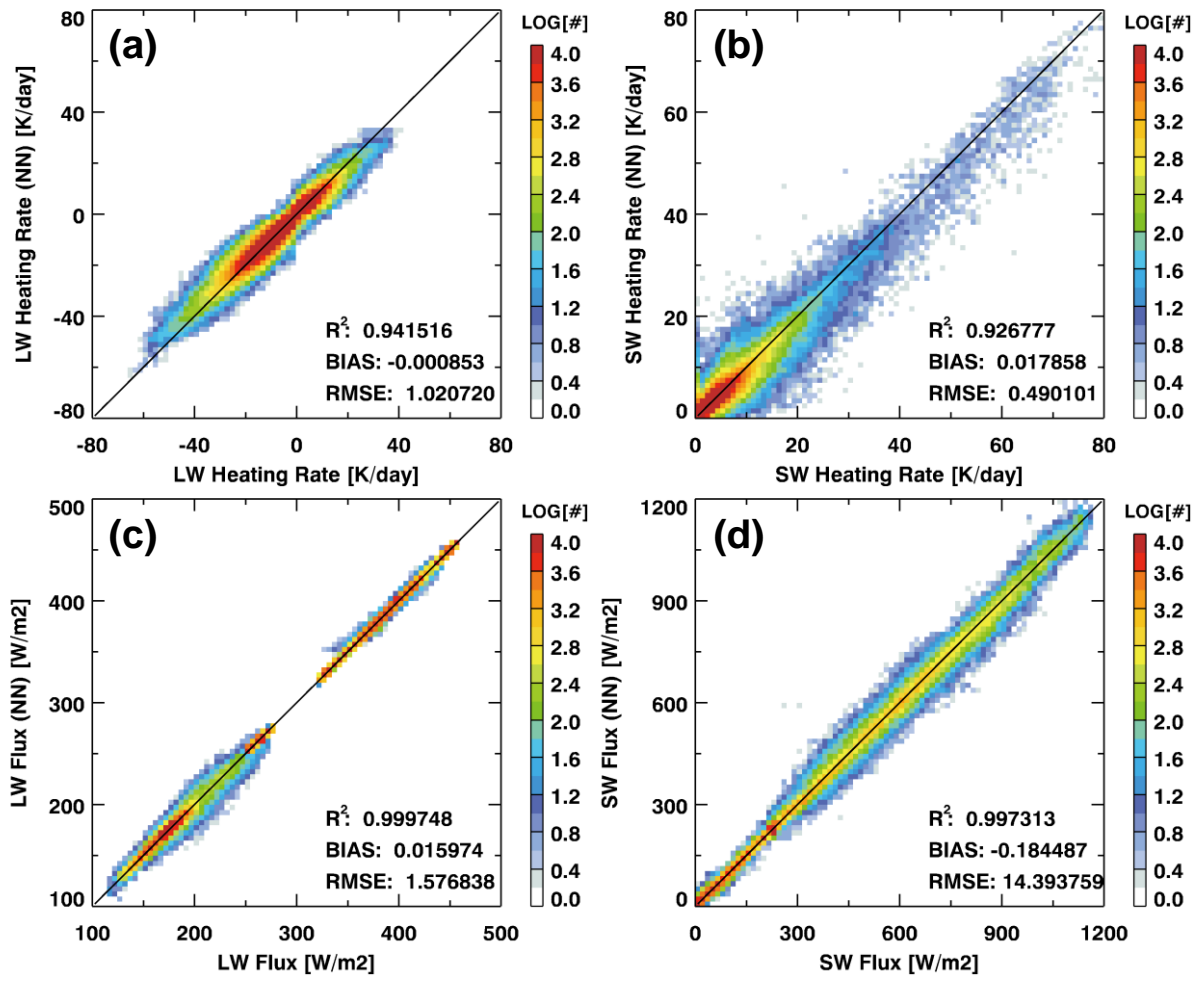 (a)
80
40
0
-40
-80
LW Heating Rate (NN) [K/day]
R²: 0.941516
BIAS: -0.000853
RMSE: 1.020720
-80 -40 0 40 80
LW Heating Rate [K/day]
LOG[#]
4.0
3.6
3.2
2.8
2.4
2.0
1.6
1.2
0.8
0.4
0.0
(b)
80
60
40
20
0
SW Heating Rate (NN) [K/day]
R²: 0.926777
BIAS: 0.017858
RMSE: 0.490101
0 20 40 60 80
SW Heating Rate [K/day]
LOG[#]
4.0
3.6
3.2
2.8
2.4
2.0
1.6
1.2
0.8
0.4
0.0
(c)
500
400
300
200
100
LW Flux (NN) [W/m2]
R²: 0.999748
BIAS: 0.015974
RMSE: 1.576838
100 200 300 400 500
LW Flux [W/m2]
LOG[#]
4.0
3.6
3.2
2.8
2.4
2.0
1.6
1.2
0.8
0.4
0.0
(d)
1200
900
600
300
0
SW Flux (NN) [W/m2]
R²: 0.997313
BIAS: -0.184487
RMSE: 14.393759
0 300 600 900 1200
SW Flux [W/m2]
LOG[#]
4.0
3.6
3.2
2.8
2.4
2.0
1.6
1.2
0.8
0.4
0.0